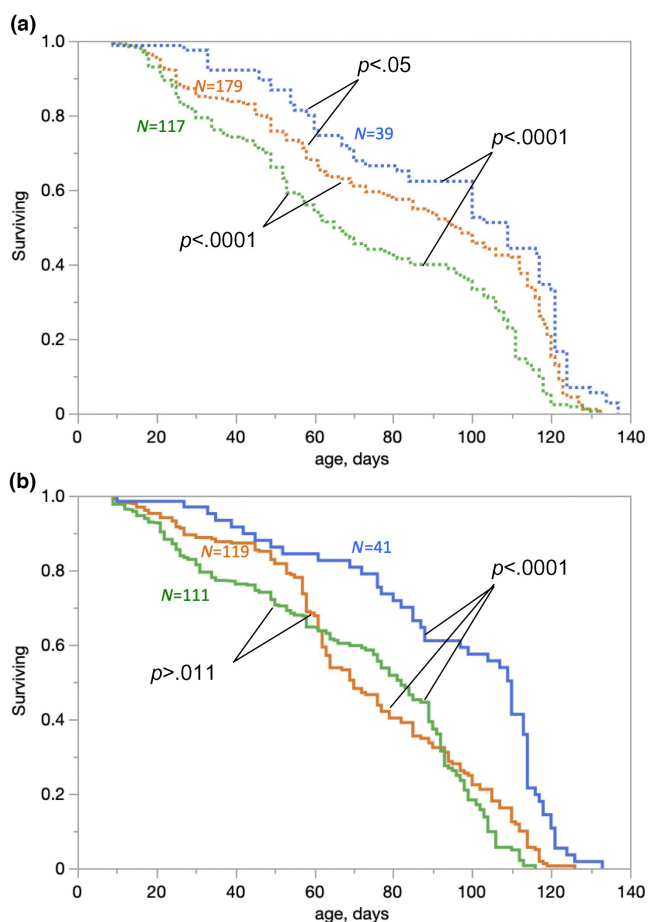 (a)
1.0
0.8
0.6
0.4
0.2
0
Surviving
N=179
N=117
N=39
p<.05
p<.0001
p<.0001
0 20 40 60 80 100 120 140
age, days
(b)
1.0
0.8
0.6
0.4
0.2
0
Surviving
N=119
N=111
N=41
p<.0001
p>.011
0 20 40 60 80 100 120 140
age, days